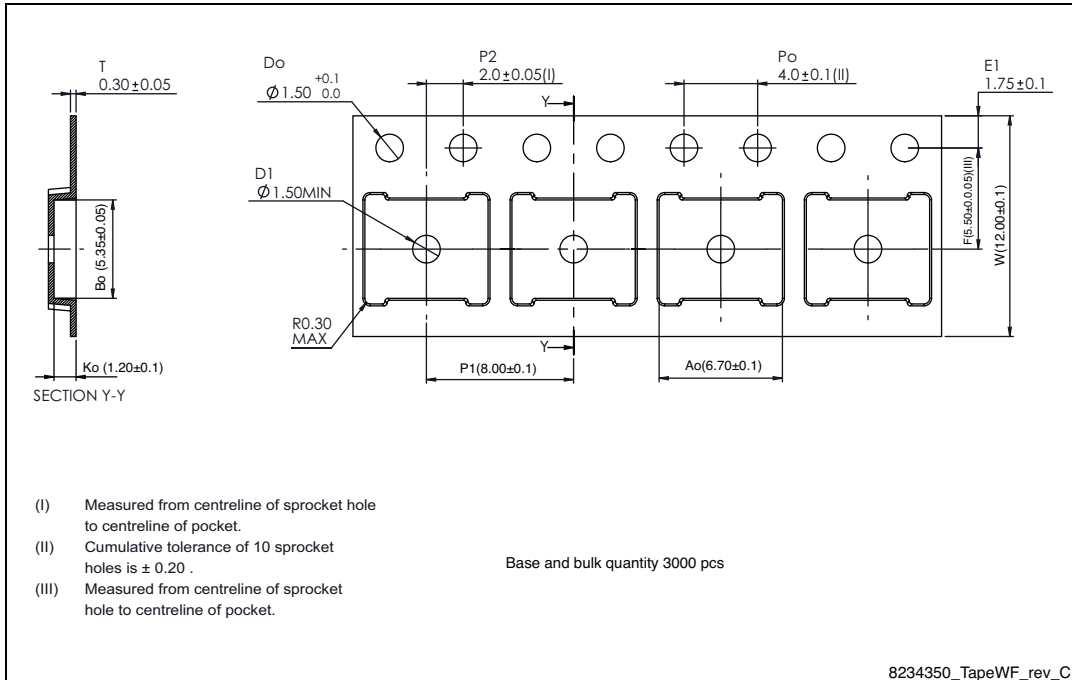 T
0.30±0.05
Do
Ø1.50 +0.1 0.0
P2
2.0±0.05(I)
Y
Po
4.0±0.1(II)
E1
1.75±0.1
D1
Ø1.50MIN
Bo (5.35±0.05)
F(5.50±0.0.05)(III)
W(12.00±0.1)
R0.30
MAX
Y
Ko (1.20±0.1)
P1(8.00±0.1)
Ao(6.70±0.1)
SECTION Y-Y
(I) Measured from centreline of sprocket hole
to centreline of pocket.
(II) Cumulative tolerance of 10 sprocket
holes is ± 0.20 .
(III) Measured from centreline of sprocket
hole to centreline of pocket.
Base and bulk quantity 3000 pcs
8234350_TapeWF_rev_C